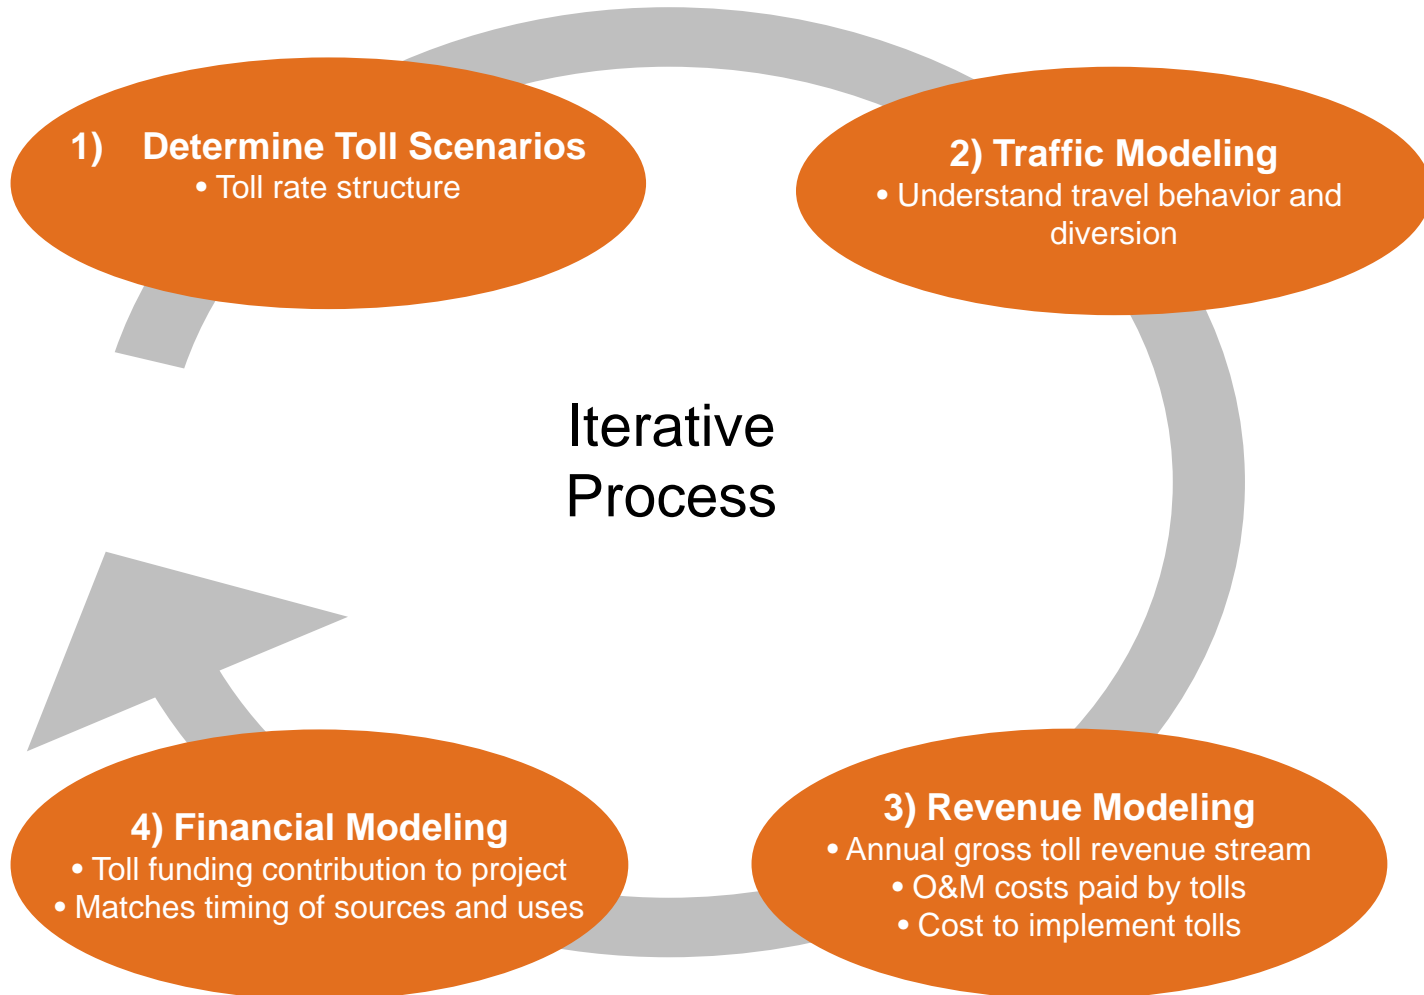 1) Determine Toll Scenarios
• Toll rate structure
2) Traffic Modeling
• Understand travel behavior and
diversion
Iterative
Process
3) Revenue Modeling
• Annual gross toll revenue stream
• O&M costs paid by tolls
• Cost to implement tolls
4) Financial Modeling
• Toll funding contribution to project
• Matches timing of sources and uses